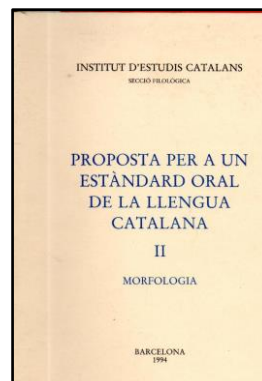 INSTITUT D'ESTUDIS CATALANS
SECCIÓ FILOLÒGICA
PROPOSTA PER A UN
ESTÀNDARD ORAL
DE LA LLENGUA
CATALANA
II
MORFOLOGIA
BARCELONA
1994